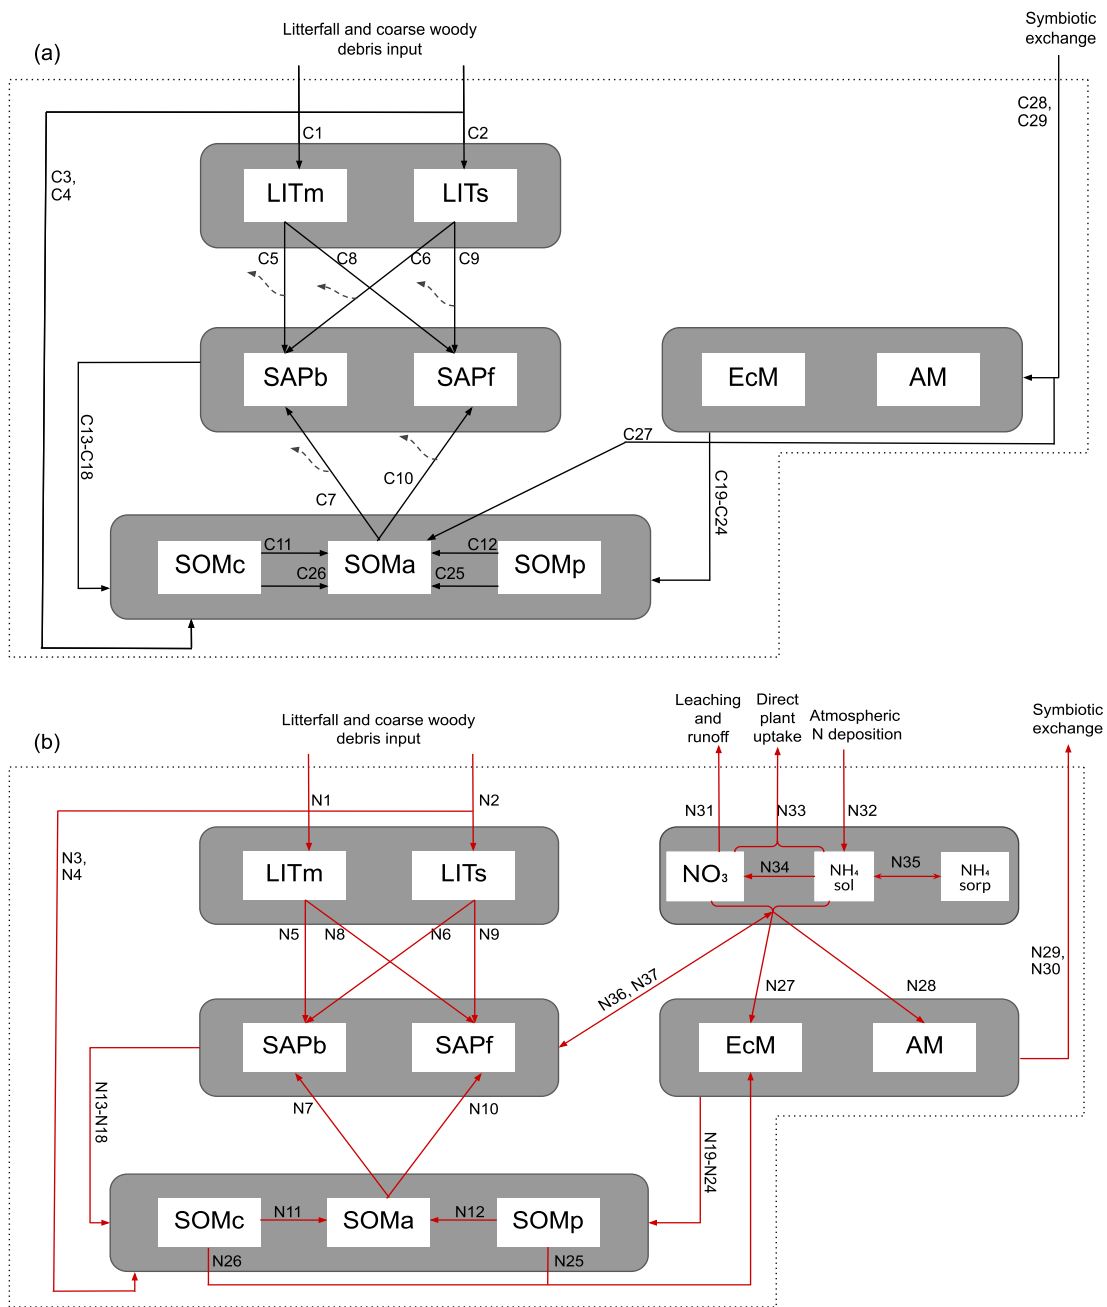 (a)
Litterfall and coarse woody
debris input
Symbiotic
exchange
C28,
C29
C1
C2
C3,
C4
LITm
LITs
C5
C8
C6
C9
SAPb
SAPf
EcM
AM
C13-C18
C27
C7
C10
C19-C24
SOMc
C11
SOMa
C12
SOMp
C26
C25
(b)
Litterfall and coarse woody
debris input
Leaching
and
runoff
Direct
plant
uptake
Atmospheric
N deposition
Symbiotic
exchange
N1
N2
N31
N33
N32
N3,
N4
LITm
LITs
NO₃
N34
NH₄
sol
N35
NH₄
sorp
N5
N8
N6
N9
N29,
N30
N36, N37
N27
N28
SAPb
SAPf
EcM
AM
N13-N18
N7
N10
N19-N24
SOMc
N11
SOMa
N12
SOMp
N26
N25